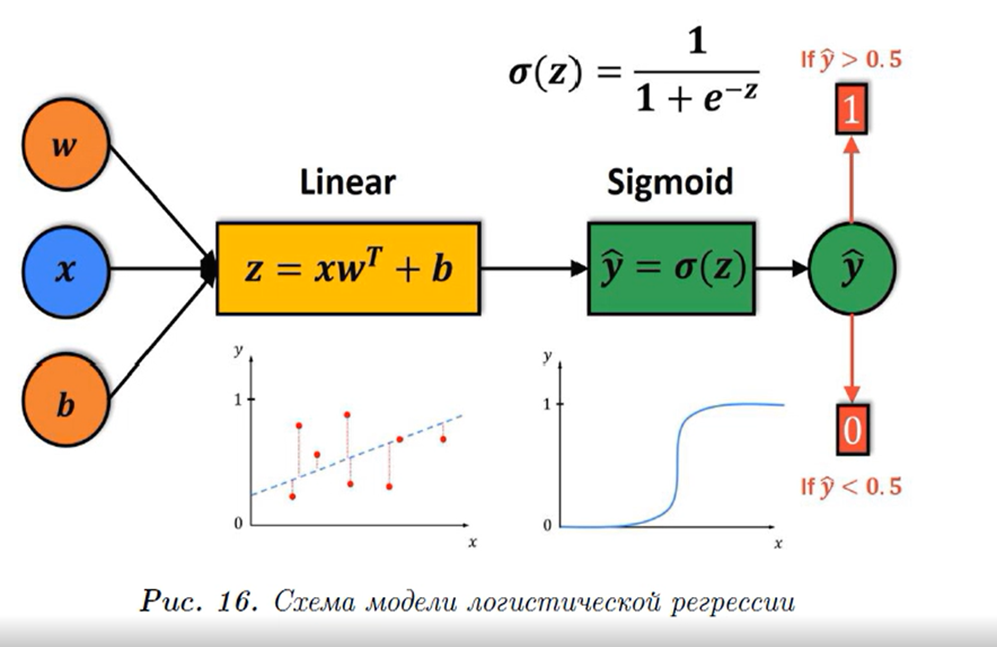 σ(z) = 1 / (1 + e^{-z})
If ŷ > 0.5
1
w
Linear
Sigmoid
x
z = xw^T + b
ŷ = σ(z)
ŷ
b
y
1
0
x
y
1
0
x
0
If ŷ < 0.5
Рис. 16. Схема модели логистической регрессии